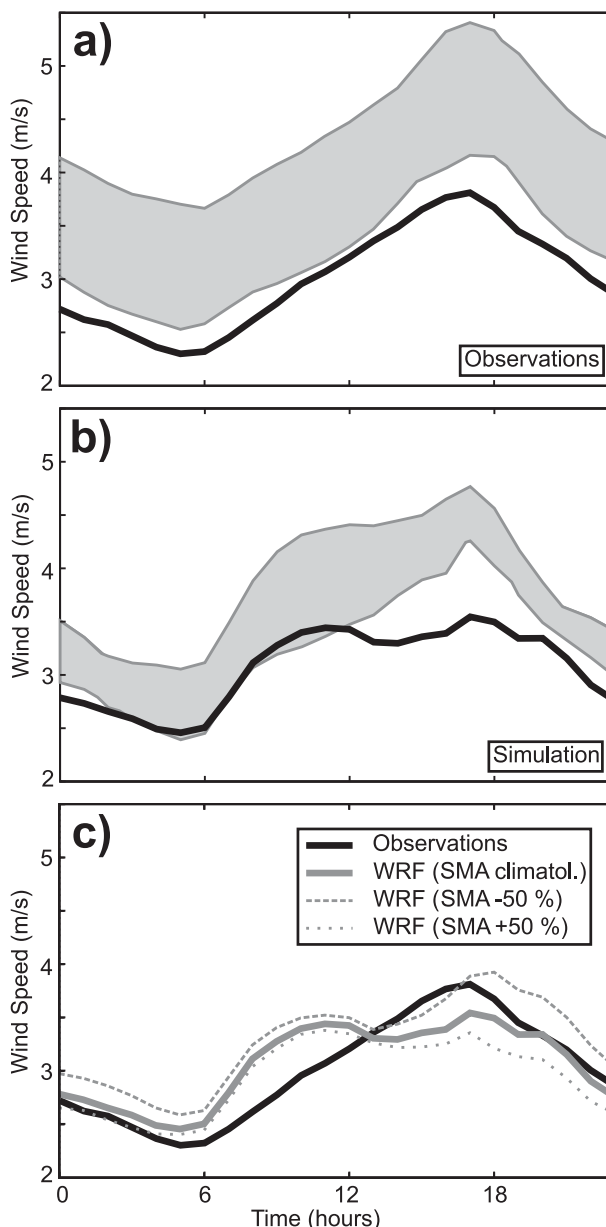 a)
5
4
3
2
Wind Speed (m/s)
Observations
b)
5
4
3
2
Wind Speed (m/s)
Simulation
c)
Observations
WRF (SMA climatol.)
WRF (SMA -50 %)
WRF (SMA +50 %)
5
4
3
2
Wind Speed (m/s)
0 6 12 18
Time (hours)